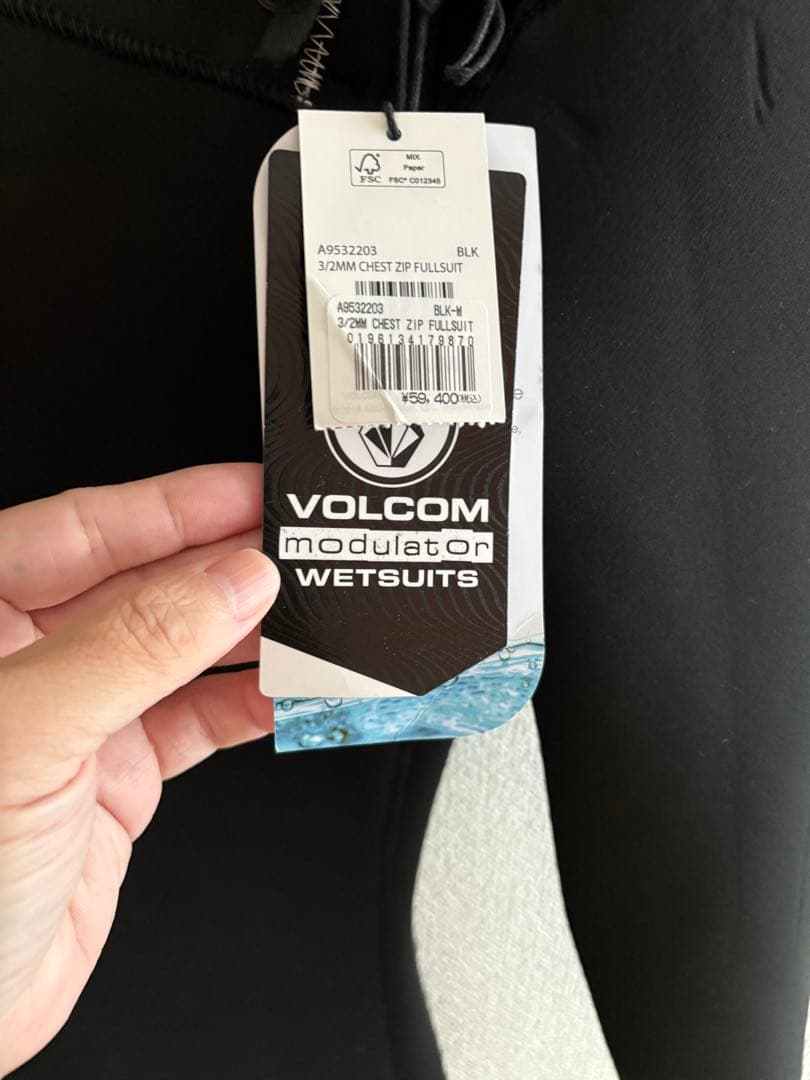 FSC
MIX
Paper
FSC® C012345
A9532203 BLK
3/2MM CHEST ZIP FULLSUIT
A9532203 BLK-M
3/2MM CHEST ZIP FULLSUIT
0196134179870
¥59,400(税込)
e
e,
VOLCOM
modulator
WETSUITS